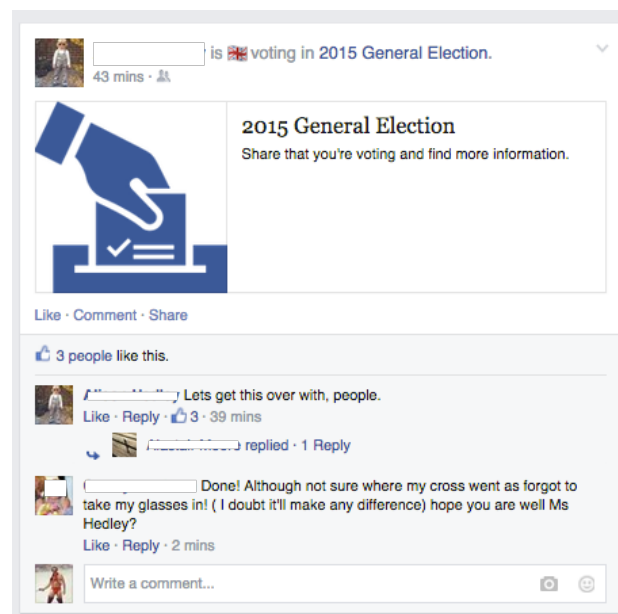 is voting in 2015 General Election.
43 mins ·
2015 General Election
Share that you're voting and find more information.
Like · Comment · Share
3 people like this.
Lets get this over with, people.
Like · Reply · 3 · 39 mins
replied · 1 Reply
Done! Although not sure where my cross went as forgot to
take my glasses in! ( I doubt it'll make any difference) hope you are well Ms
Hedley?
Like · Reply · 2 mins
Write a comment...